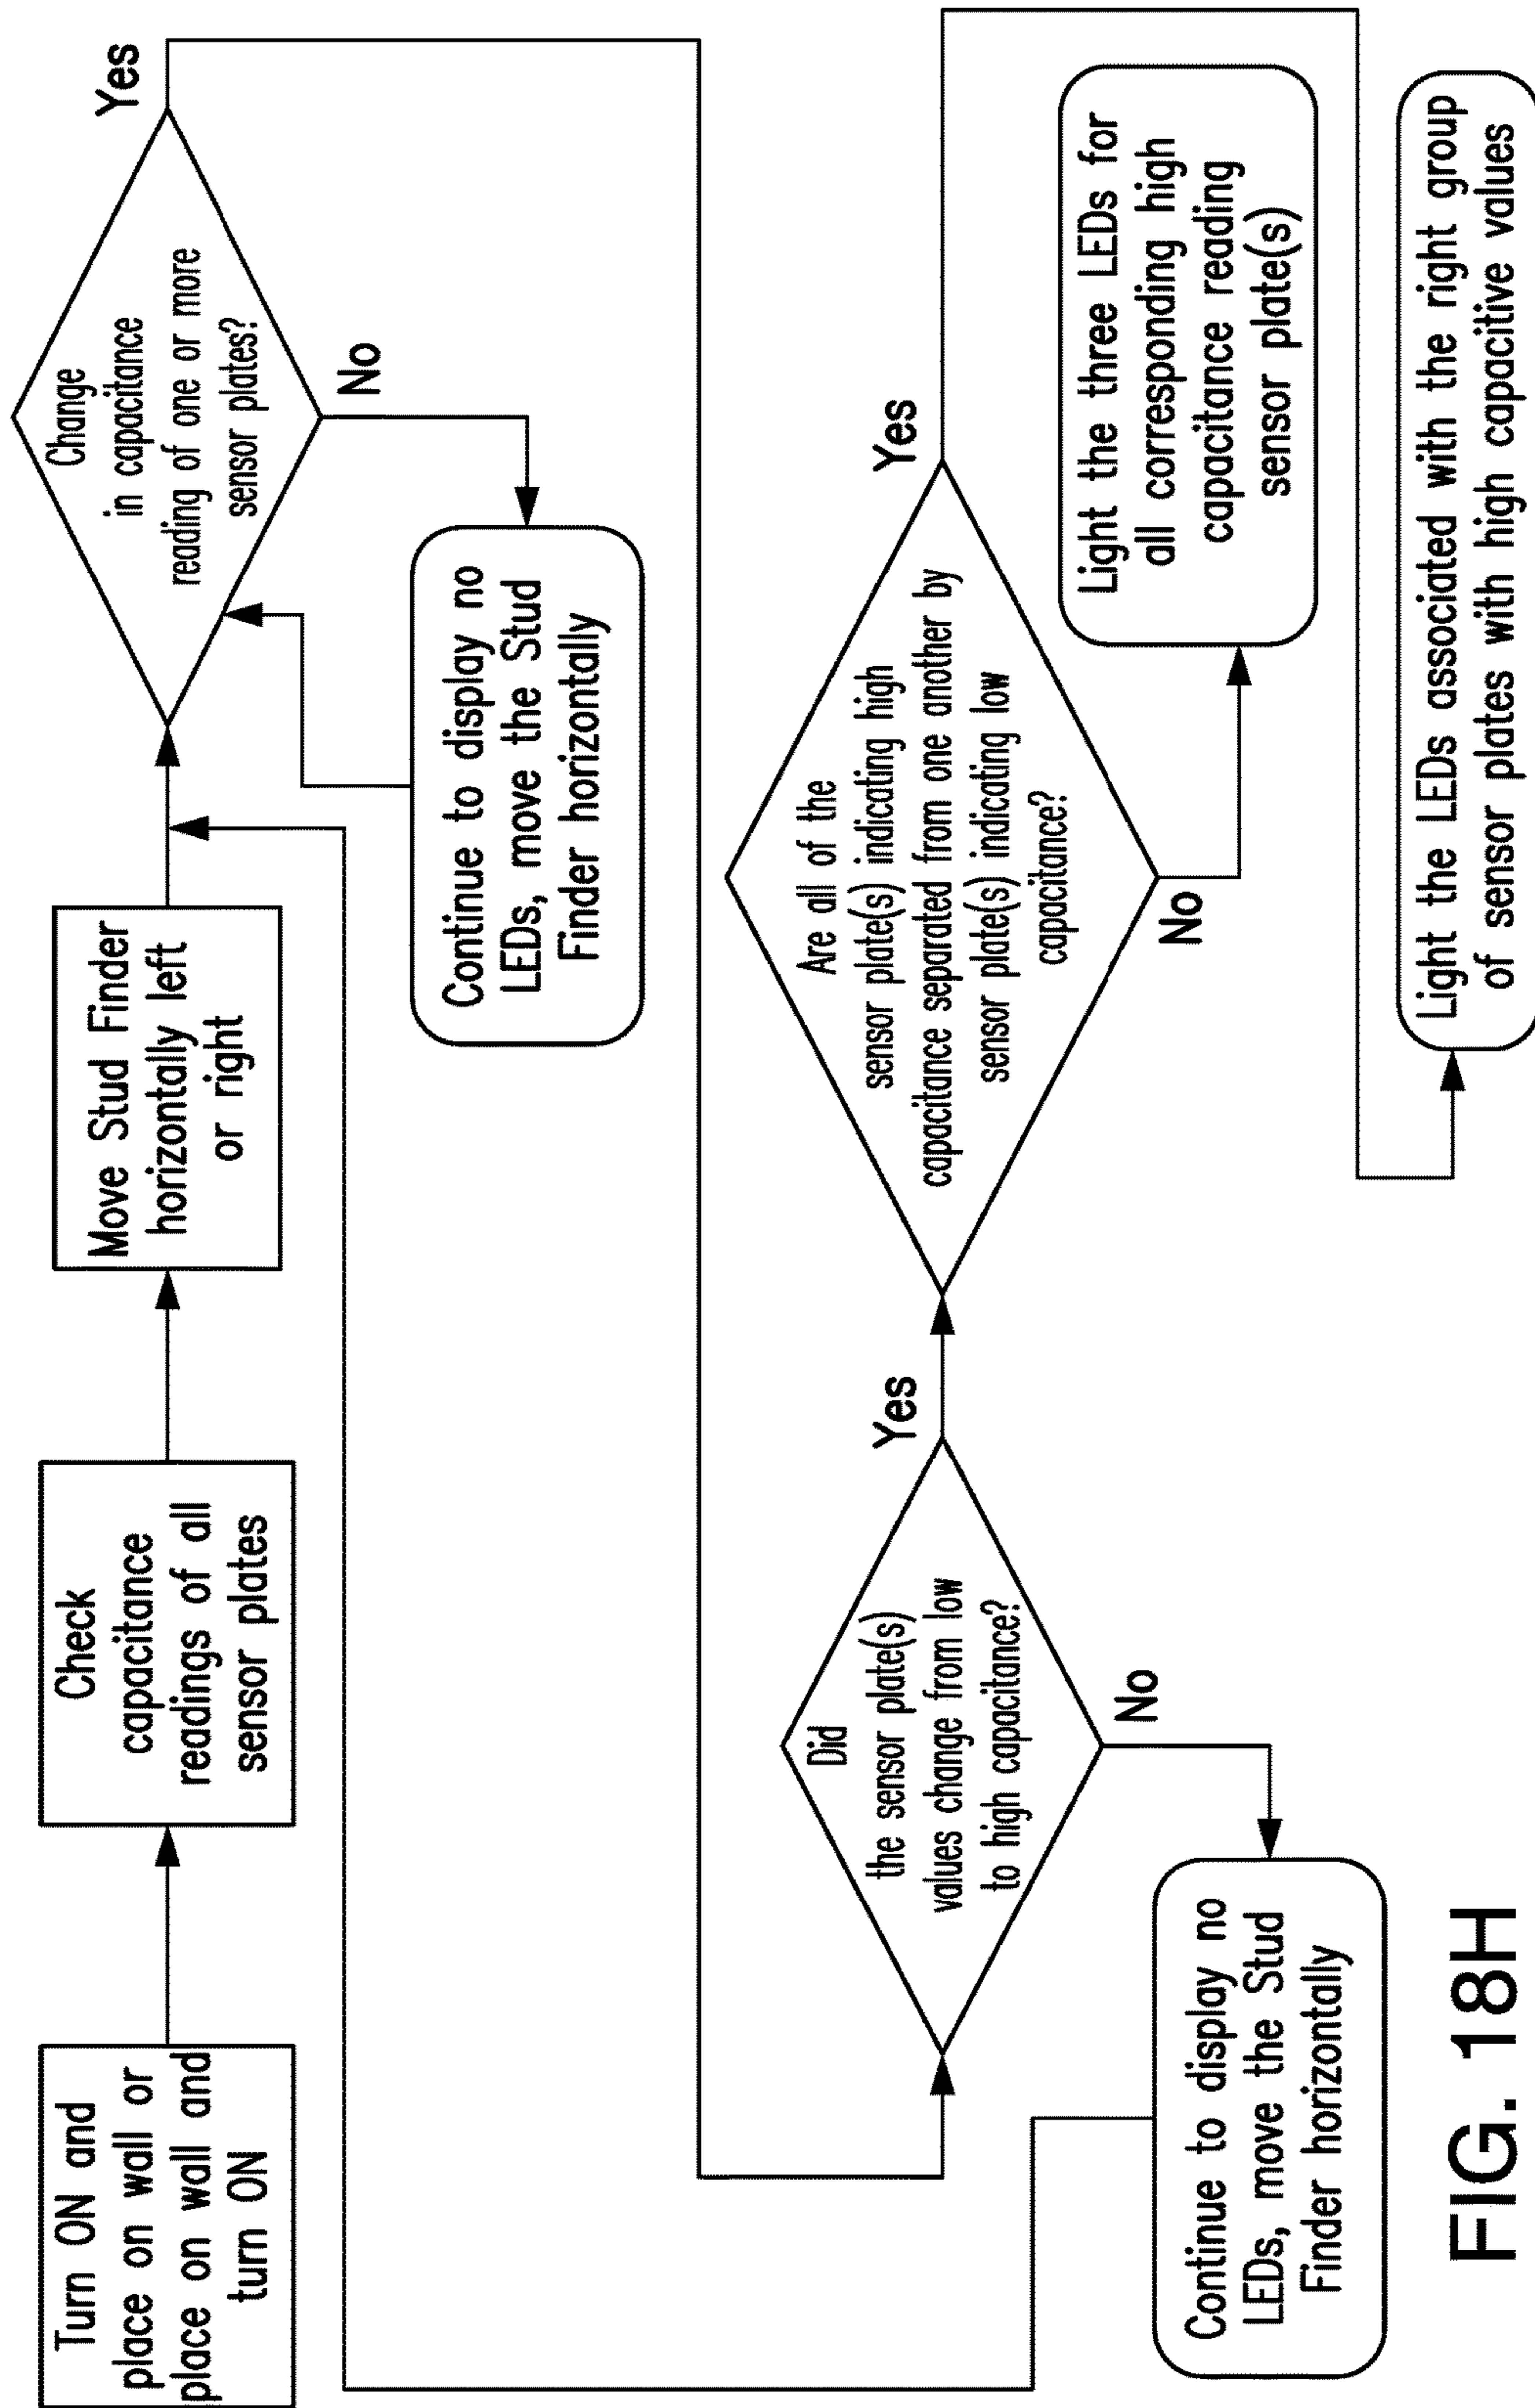 Turn ON and
place on wall or
place on wall and
turn ON
Check
capacitance
readings of all
sensor plates
Move Stud Finder
horizontally left
or right
Change
in capacitance
reading of one or more
sensor plates?
Yes
No
Continue to display no
LEDs, move the Stud
Finder horizontally
Did
the sensor plate(s)
values change from low
to high capacitance?
Yes
No
Continue to display no
LEDs, move the Stud
Finder horizontally
Are all of the
sensor plate(s) indicating high
capacitance separated from one another by
sensor plate(s) indicating low
capacitance?
Yes
No
Light the three LEDs for
all corresponding high
capacitance reading
sensor plate(s)
Light the LEDs associated with the right group
of sensor plates with high capacitive values
FIG. 18H